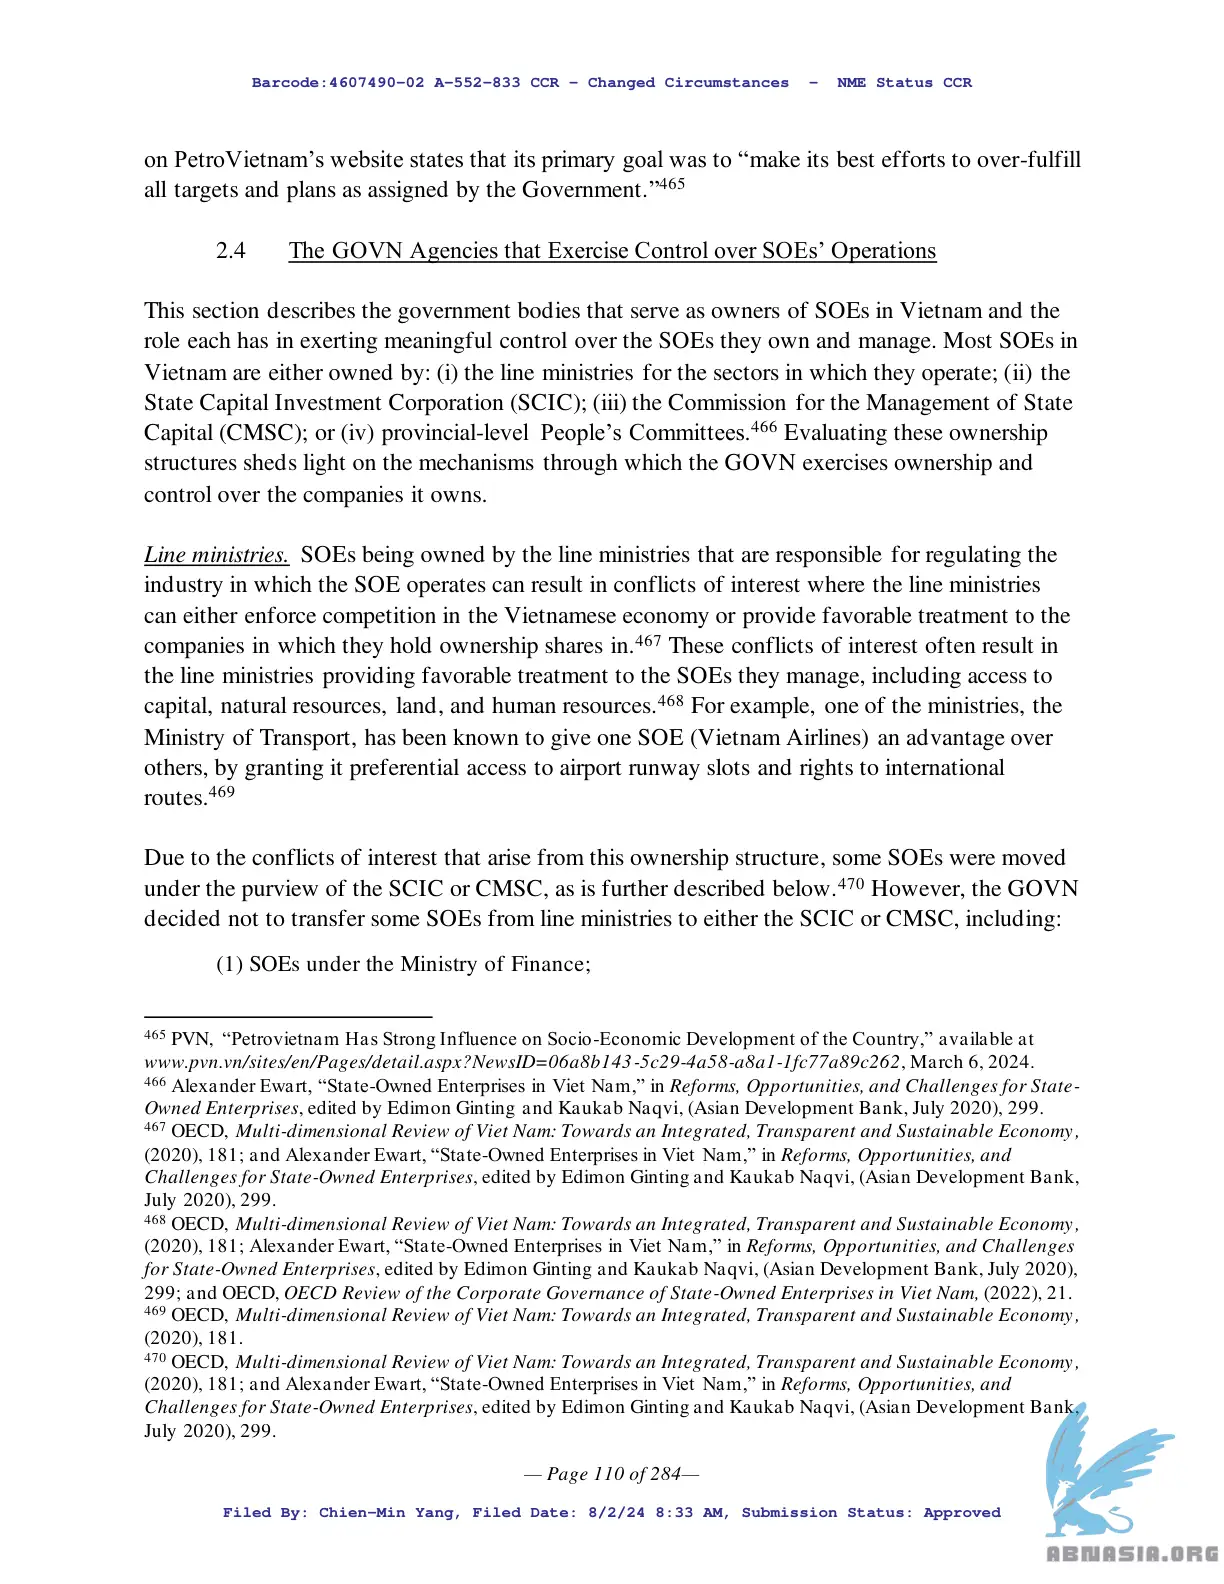 Barcode:4607490-02 A-552-833 CCR - Changed Circumstances - NME Status CCR
on PetroVietnam’s website states that its primary goal was to “make its best efforts to over-fulfill
all targets and plans as assigned by the Government.”465
2.4 The GOVN Agencies that Exercise Control over SOEs’ Operations
This section describes the government bodies that serve as owners of SOEs in Vietnam and the
role each has in exerting meaningful control over the SOEs they own and manage. Most SOEs in
Vietnam are either owned by: (i) the line ministries for the sectors in which they operate; (ii) the
State Capital Investment Corporation (SCIC); (iii) the Commission for the Management of State
Capital (CMSC); or (iv) provincial-level People’s Committees.466 Evaluating these ownership
structures sheds light on the mechanisms through which the GOVN exercises ownership and
control over the companies it owns.
Line ministries. SOEs being owned by the line ministries that are responsible for regulating the
industry in which the SOE operates can result in conflicts of interest where the line ministries
can either enforce competition in the Vietnamese economy or provide favorable treatment to the
companies in which they hold ownership shares in.467 These conflicts of interest often result in
the line ministries providing favorable treatment to the SOEs they manage, including access to
capital, natural resources, land, and human resources.468 For example, one of the ministries, the
Ministry of Transport, has been known to give one SOE (Vietnam Airlines) an advantage over
others, by granting it preferential access to airport runway slots and rights to international
routes.469
Due to the conflicts of interest that arise from this ownership structure, some SOEs were moved
under the purview of the SCIC or CMSC, as is further described below.470 However, the GOVN
decided not to transfer some SOEs from line ministries to either the SCIC or CMSC, including:
(1) SOEs under the Ministry of Finance;
465 PVN, “Petrovietnam Has Strong Influence on Socio-Economic Development of the Country,” available at
www.pvn.vn/sites/en/Pages/detail.aspx?NewsID=06a8b143-5c29-4a58-a8a1-1fc77a89c262, March 6, 2024.
466 Alexander Ewart, “State-Owned Enterprises in Viet Nam,” in Reforms, Opportunities, and Challenges for State-
Owned Enterprises, edited by Edimon Ginting and Kaukab Naqvi, (Asian Development Bank, July 2020), 299.
467 OECD, Multi-dimensional Review of Viet Nam: Towards an Integrated, Transparent and Sustainable Economy,
(2020), 181; and Alexander Ewart, “State-Owned Enterprises in Viet Nam,” in Reforms, Opportunities, and
Challenges for State-Owned Enterprises, edited by Edimon Ginting and Kaukab Naqvi, (Asian Development Bank,
July 2020), 299.
468 OECD, Multi-dimensional Review of Viet Nam: Towards an Integrated, Transparent and Sustainable Economy,
(2020), 181; Alexander Ewart, “State-Owned Enterprises in Viet Nam,” in Reforms, Opportunities, and Challenges
for State-Owned Enterprises, edited by Edimon Ginting and Kaukab Naqvi, (Asian Development Bank, July 2020),
299; and OECD, OECD Review of the Corporate Governance of State-Owned Enterprises in Viet Nam, (2022), 21.
469 OECD, Multi-dimensional Review of Viet Nam: Towards an Integrated, Transparent and Sustainable Economy,
(2020), 181.
470 OECD, Multi-dimensional Review of Viet Nam: Towards an Integrated, Transparent and Sustainable Economy,
(2020), 181; and Alexander Ewart, “State-Owned Enterprises in Viet Nam,” in Reforms, Opportunities, and
Challenges for State-Owned Enterprises, edited by Edimon Ginting and Kaukab Naqvi, (Asian Development Bank,
July 2020), 299.
— Page 110 of 284—
Filed By: Chien-Min Yang, Filed Date: 8/2/24 8:33 AM, Submission Status: Approved
ABNASIA.ORG